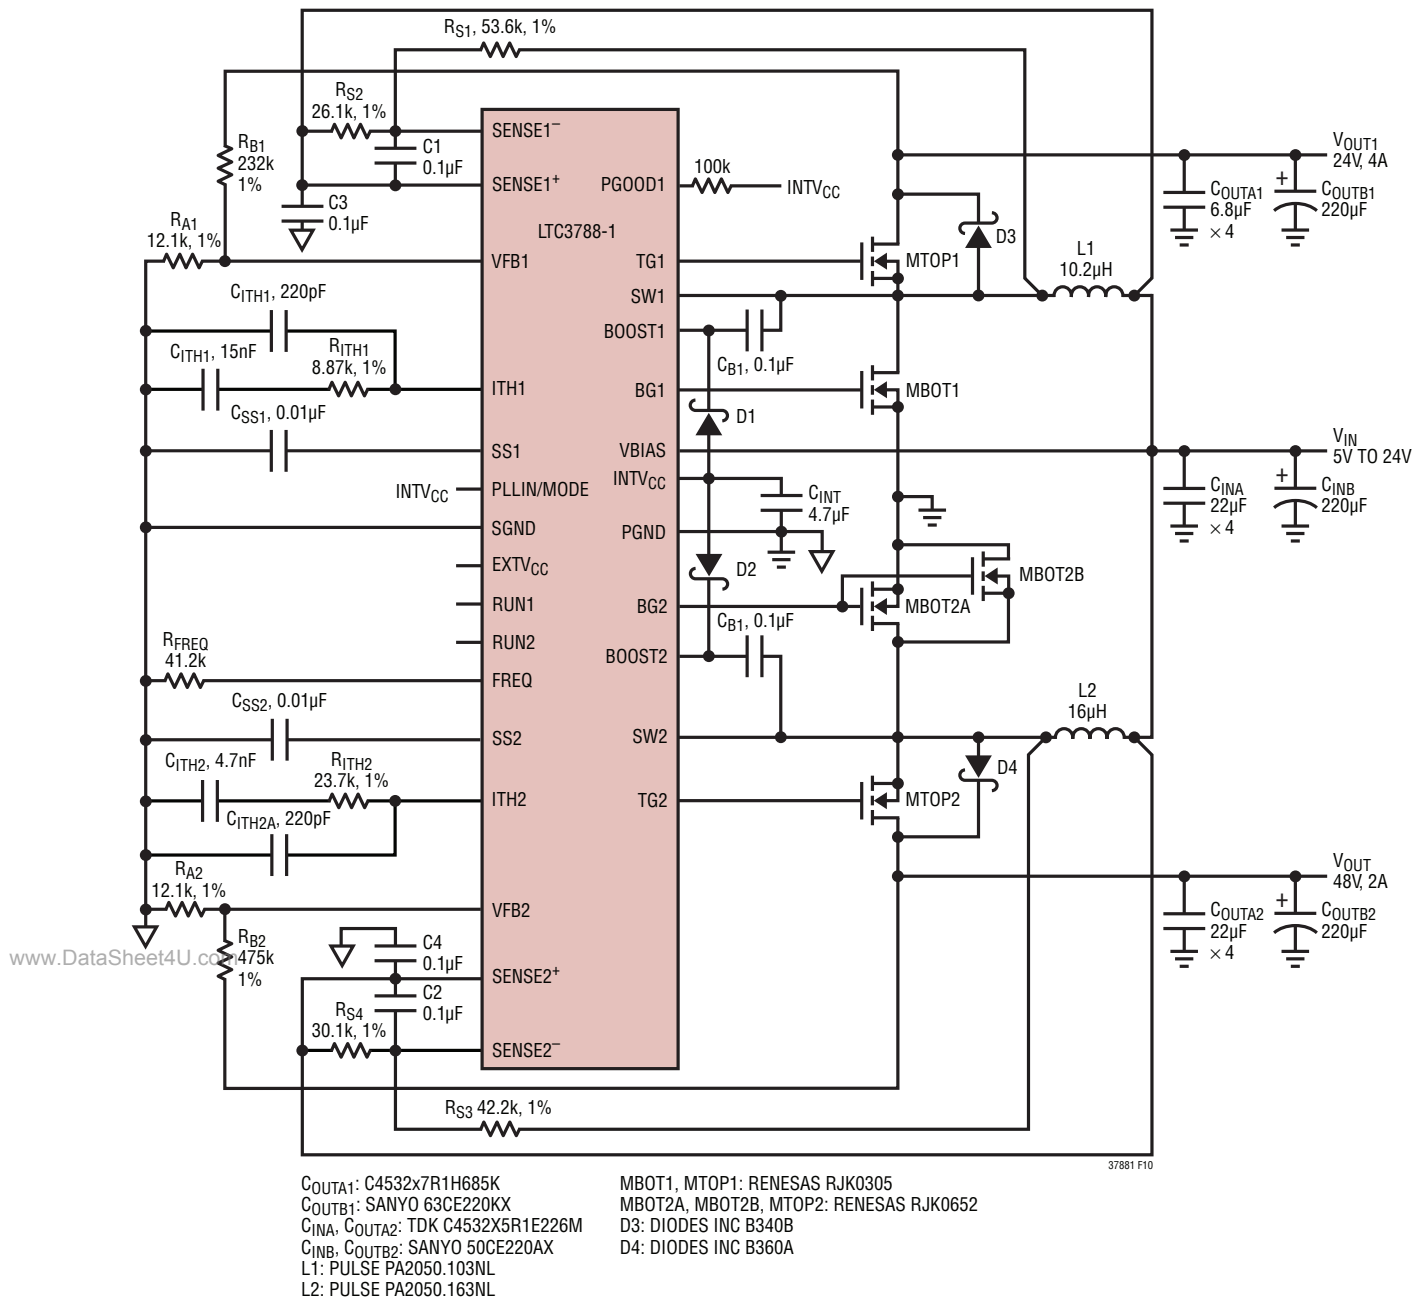 RS1, 53.6k, 1%
RS2
26.1k, 1%
RB1
232k
1%
C1
0.1µF
C3
0.1µF
RA1
12.1k, 1%
CITH1, 220pF
CITH1, 15nF
RITH1
8.87k, 1%
CSS1, 0.01µF
INTVCC
RFREQ
41.2k
CSS2, 0.01µF
CITH2, 4.7nF
RITH2
23.7k, 1%
CITH2A, 220pF
RA2
12.1k, 1%
RB2
475k
1%
www.DataSheet4U.com
C4
0.1µF
C2
0.1µF
RS4
30.1k, 1%
RS3 42.2k, 1%
LTC3788-1
SENSE1–
SENSE1+
VFB1
ITH1
SS1
PLLIN/MODE
SGND
EXTVCC
RUN1
RUN2
FREQ
SS2
ITH2
VFB2
SENSE2+
SENSE2–
PGOOD1
TG1
SW1
BOOST1
BG1
VBIAS
INTVCC
PGND
BG2
BOOST2
SW2
TG2
100k
INTVCC
CB1, 0.1µF
D1
CINT
4.7µF
D2
CB1, 0.1µF
MTOP1
D3
MBOT1
MBOT2B
MBOT2A
D4
MTOP2
L1
10.2µH
L2
16µH
VOUT1
24V, 4A
COUTA1
6.8µF
× 4
+
COUTB1
220µF
VIN
5V TO 24V
CINA
22µF
× 4
+
CINB
220µF
VOUT
48V, 2A
COUTA2
22µF
× 4
+
COUTB2
220µF
37881 F10
COUTA1: C4532x7R1H685K
COUTB1: SANYO 63CE220KX
CINA, COUTA2: TDK C4532X5R1E226M
CINB, COUTB2: SANYO 50CE220AX
L1: PULSE PA2050.103NL
L2: PULSE PA2050.163NL
MBOT1, MTOP1: RENESAS RJK0305
MBOT2A, MBOT2B, MTOP2: RENESAS RJK0652
D3: DIODES INC B340B
D4: DIODES INC B360A